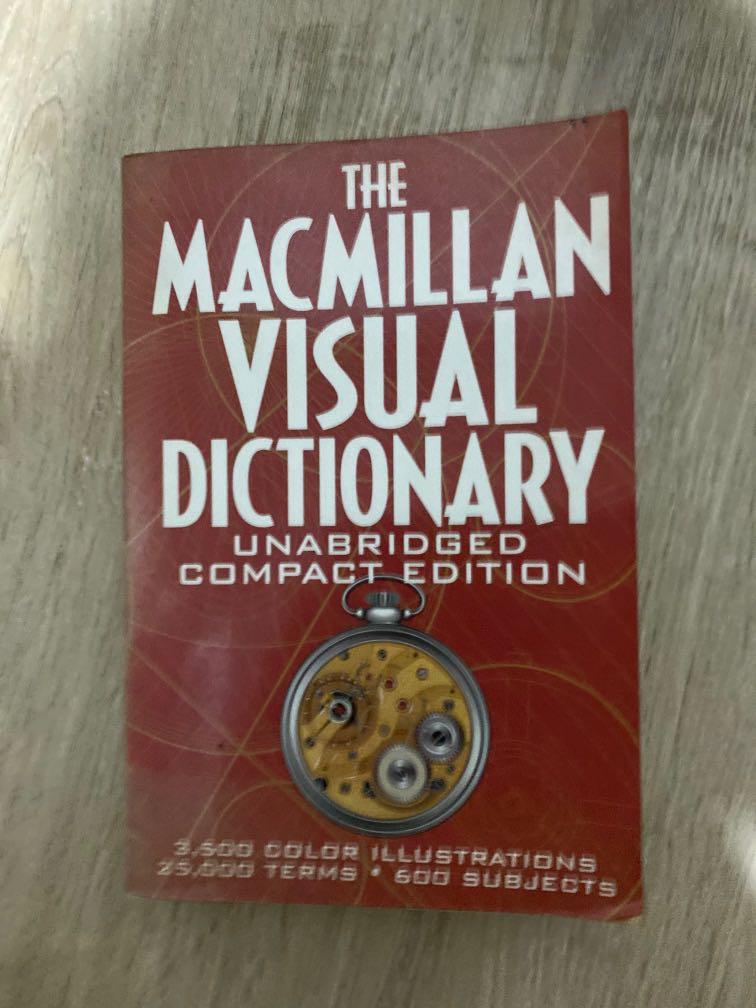 THE
MACMILLAN
VISUAL
DICTIONARY
UNABRIDGED
COMPACT EDITION
3,500 COLOR ILLUSTRATIONS
25,000 TERMS • 600 SUBJECTS